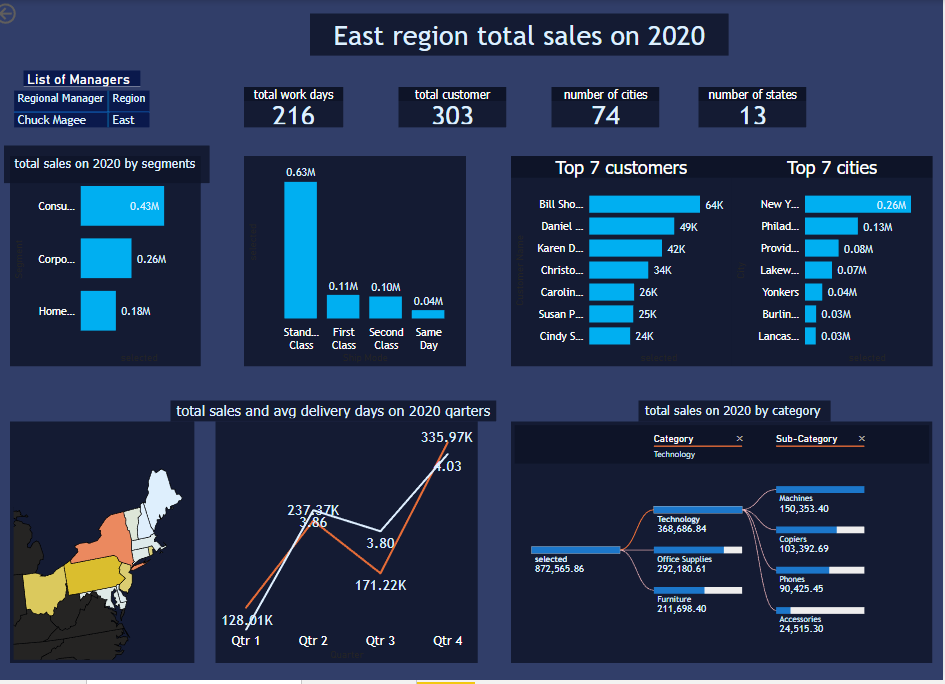 East region total sales on 2020
List of Managers
Regional Manager Region
Chuck Magee East
total work days
216
total customer
303
number of cities
74
number of states
13
total sales on 2020 by segments
Consu... 0.43M
Corpo... 0.26M
Home... 0.18M
0.63M
0.11M
0.10M
0.04M
Stand... Class
First Class
Second Class
Same Day
Top 7 customers
Bill Sho... 64K
Daniel ... 49K
Karen D... 42K
Christo... 34K
Carolin... 26K
Susan P... 25K
Cindy S... 24K
Top 7 cities
New Y... 0.26M
Philad... 0.13M
Provid... 0.08M
Lakew... 0.07M
Yonkers 0.04M
Burlin... 0.03M
Lancas... 0.03M
total sales and avg delivery days on 2020 qarters
335.97K
4.03
237.37K
3.86
3.80
171.22K
128.01K
Qtr 1 Qtr 2 Qtr 3 Qtr 4
total sales on 2020 by category
Category × Sub-Category ×
Technology
selected
872,565.86
Technology
368,686.84
Office Supplies
292,180.61
Furniture
211,698.40
Machines
150,353.40
Copiers
103,392.69
Phones
90,425.45
Accessories
24,515.30